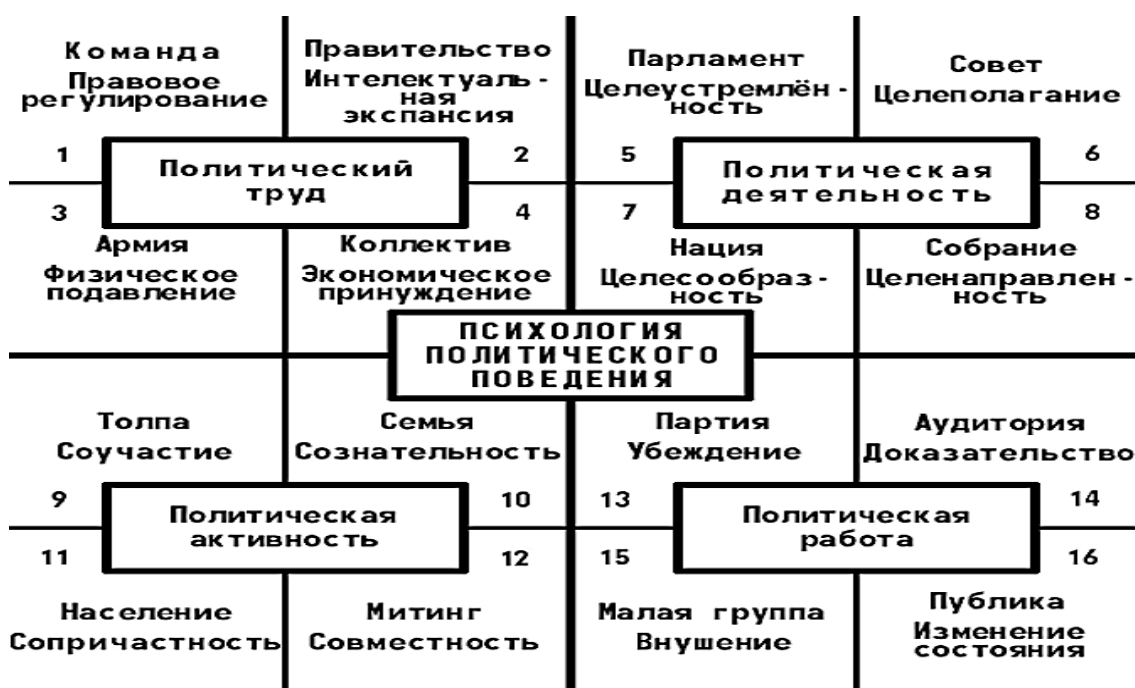 Команда
Правовое
регулирование
1
Правительство
Интелектуаль-
ная
экспансия
2
Политический
труд
3
Армия
Физическое
подавление
4
Коллектив
Экономическое
принуждение
Парламент
Целеустремлён-
ность
5
Совет
Целеполагание
6
Политическая
деятельность
7
Нация
Целесообраз-
ность
8
Собрание
Целенаправлен-
ность
ПСИХОЛОГИЯ
ПОЛИТИЧЕСКОГО
ПОВЕДЕНИЯ
Толпа
Соучастие
9
Семья
Сознательность
10
Политическая
активность
11
Население
Сопричастность
12
Митинг
Совместность
Партия
Убеждение
13
Аудитория
Доказательство
14
Политическая
работа
15
Малая группа
Внушение
16
Публика
Изменение
состояния